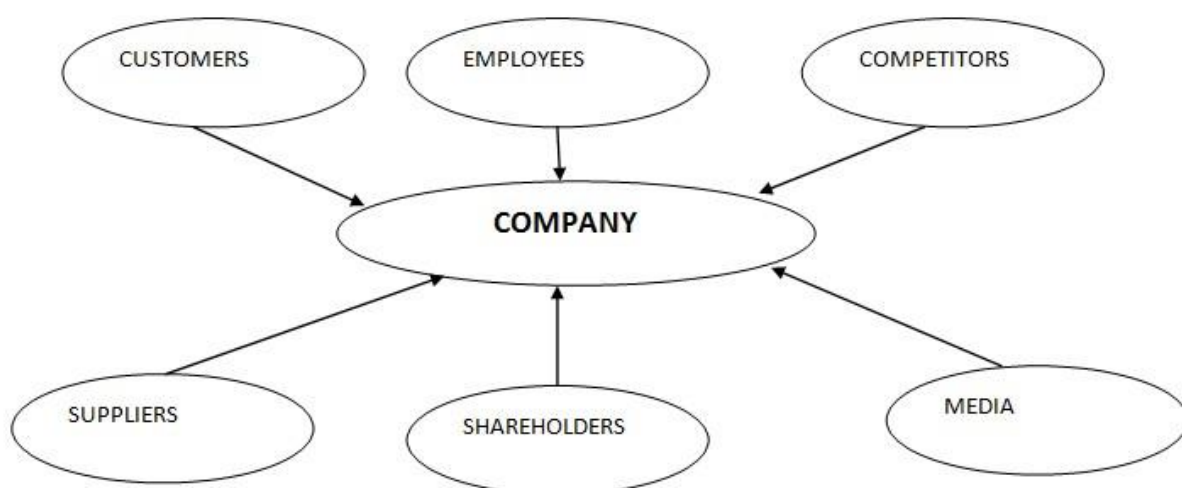 CUSTOMERS
EMPLOYEES
COMPETITORS
COMPANY
SUPPLIERS
SHAREHOLDERS
MEDIA